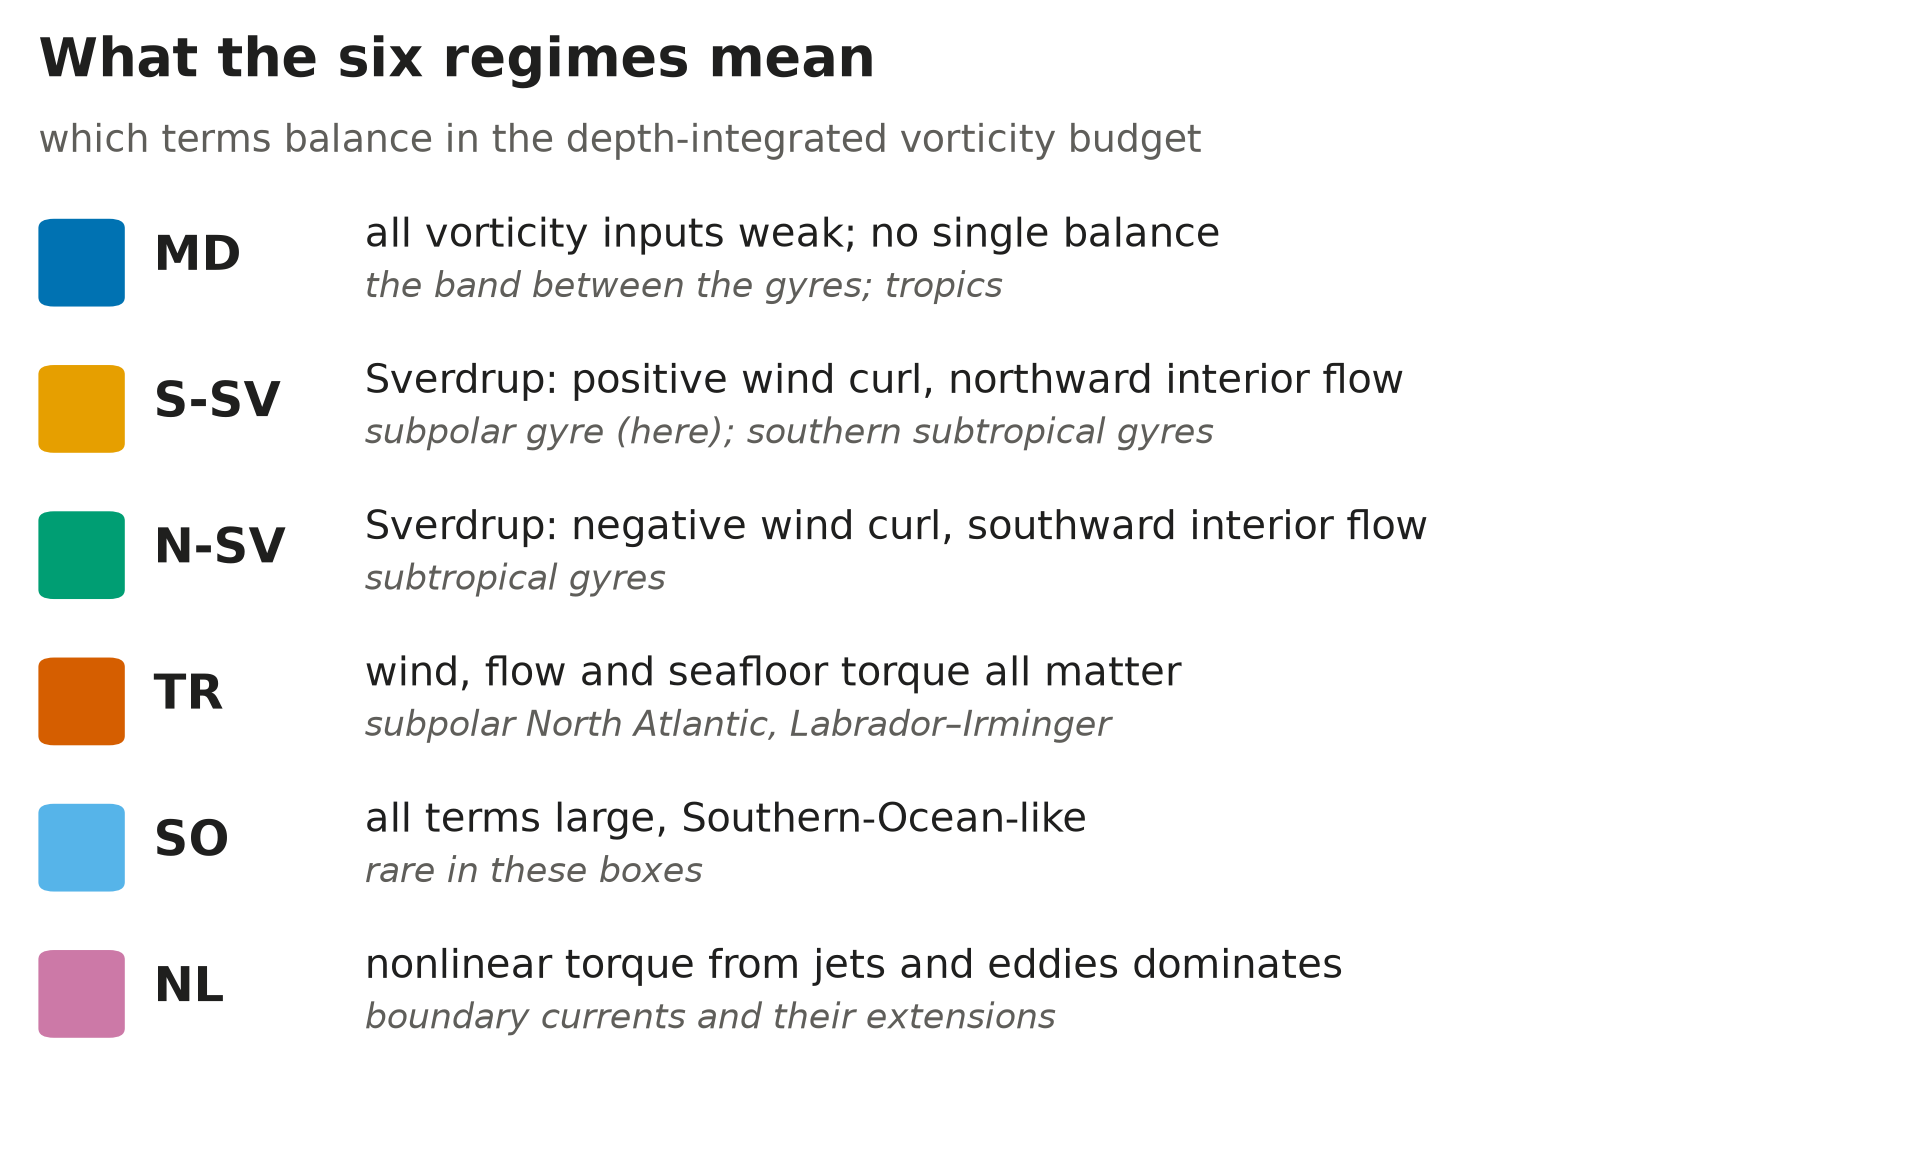 What the six regimes mean
which terms balance in the depth-integrated vorticity budget
MD
all vorticity inputs weak; no single balance
the band between the gyres; tropics
S-SV
Sverdrup: positive wind curl, northward interior flow
subpolar gyre (here); southern subtropical gyres
N-SV
Sverdrup: negative wind curl, southward interior flow
subtropical gyres
TR
wind, flow and seafloor torque all matter
subpolar North Atlantic, Labrador–Irminger
SO
all terms large, Southern-Ocean-like
rare in these boxes
NL
nonlinear torque from jets and eddies dominates
boundary currents and their extensions